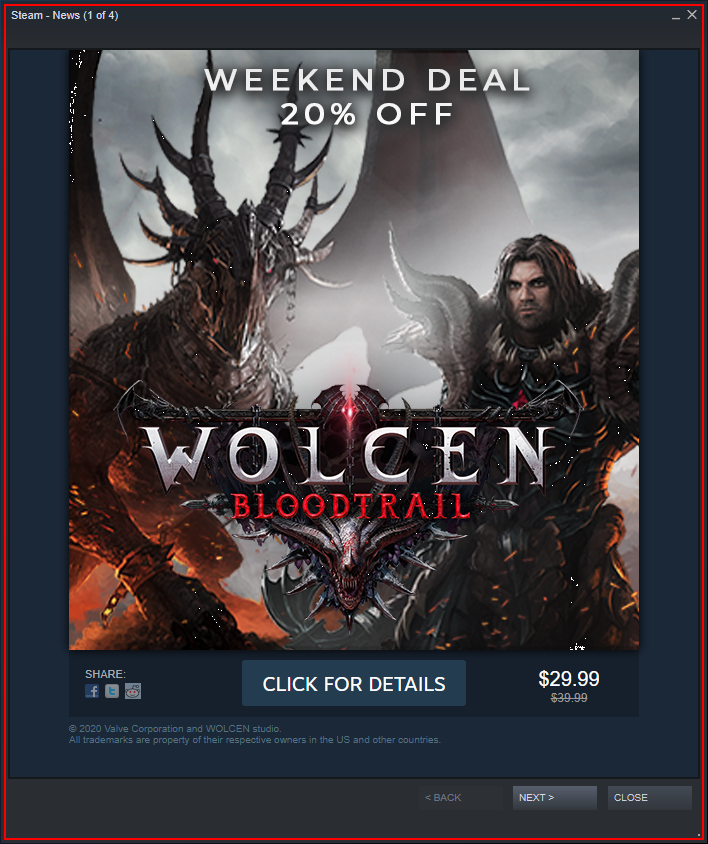 Steam - News (1 of 4)
WEEKEND DEAL
20% OFF
WOLCEN
BLOODTRAIL
SHARE:
CLICK FOR DETAILS
$29.99
$39.99
© 2020 Valve Corporation and WOLCEN studio.
All trademarks are property of their respective owners in the US and other countries.
< BACK
NEXT >
CLOSE